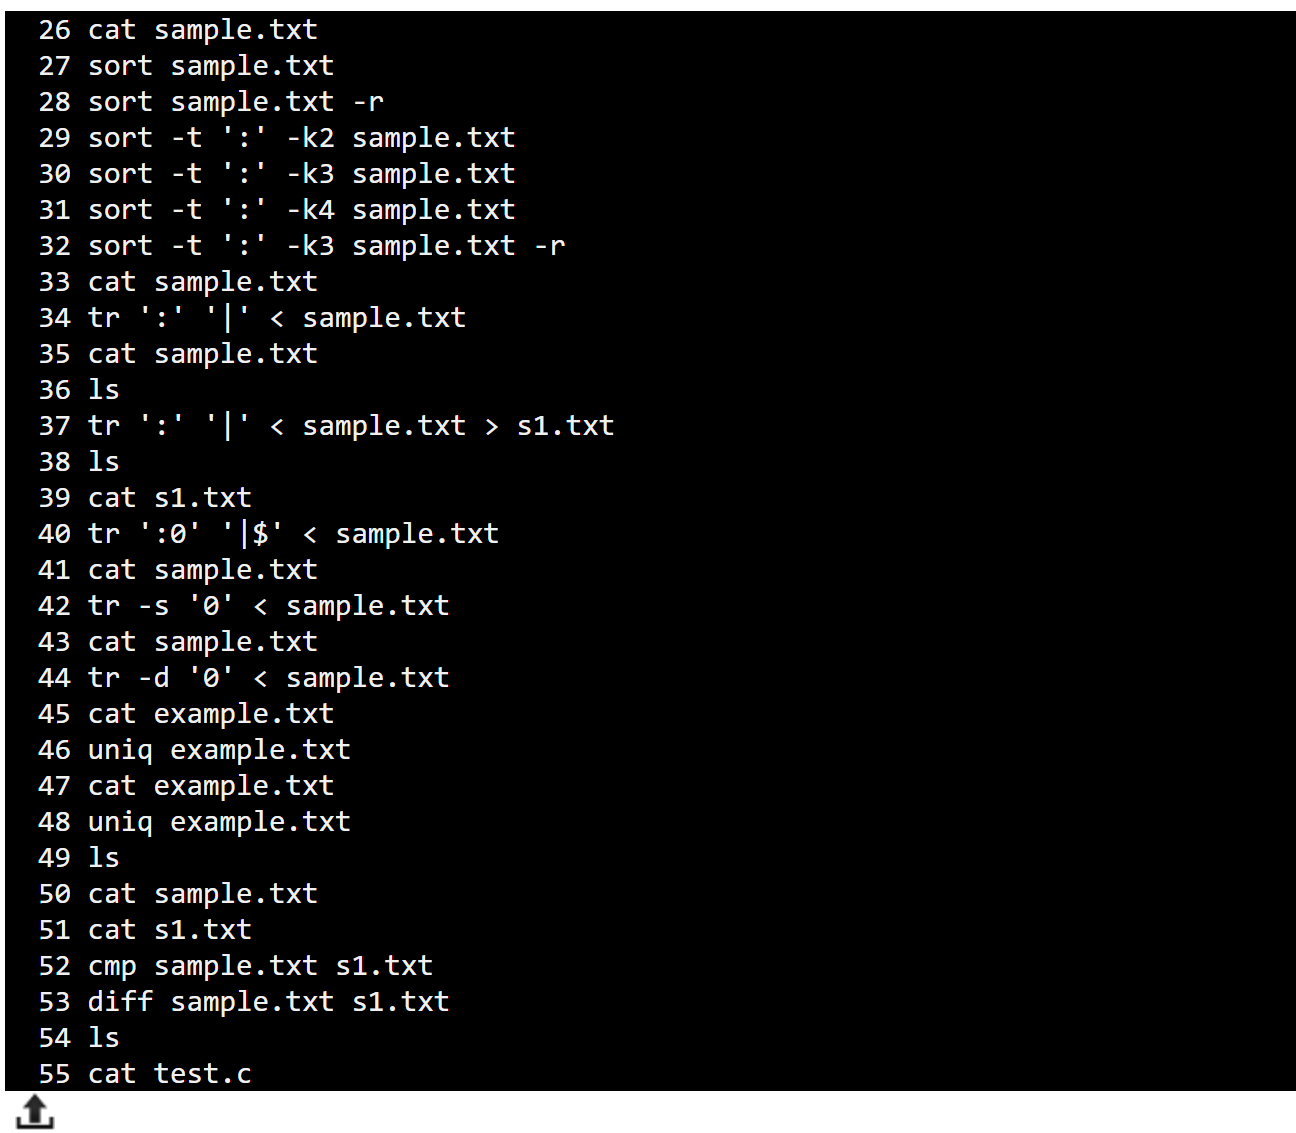 26 cat sample.txt
27 sort sample.txt
28 sort sample.txt -r
29 sort -t ':' -k2 sample.txt
30 sort -t ':' -k3 sample.txt
31 sort -t ':' -k4 sample.txt
32 sort -t ':' -k3 sample.txt -r
33 cat sample.txt
34 tr ':' '|' < sample.txt
35 cat sample.txt
36 ls
37 tr ':' '|' < sample.txt > s1.txt
38 ls
39 cat s1.txt
40 tr ':0' '|$' < sample.txt
41 cat sample.txt
42 tr -s '0' < sample.txt
43 cat sample.txt
44 tr -d '0' < sample.txt
45 cat example.txt
46 uniq example.txt
47 cat example.txt
48 uniq example.txt
49 ls
50 cat sample.txt
51 cat s1.txt
52 cmp sample.txt s1.txt
53 diff sample.txt s1.txt
54 ls
55 cat test.c